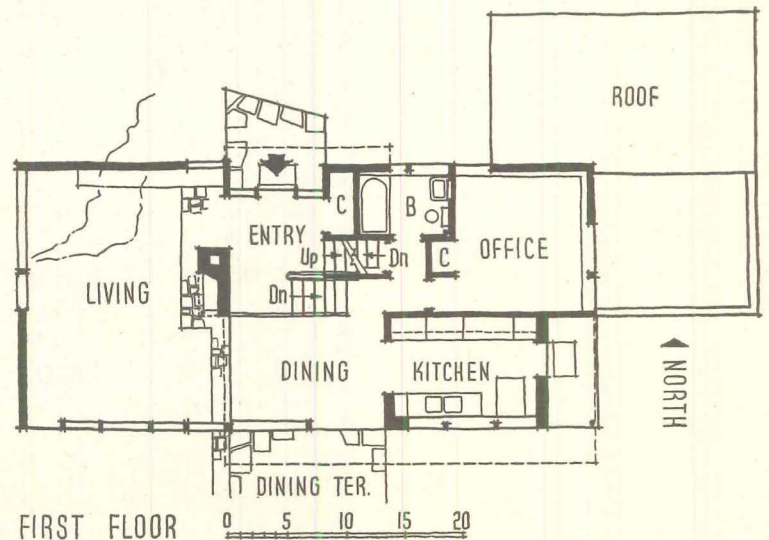 ROOF
ENTRY
C
B
OFFICE
C
Up
Dn
Dn
LIVING
DINING
KITCHEN
NORTH
DINING TER.
FIRST FLOOR
0 5 10 15 20